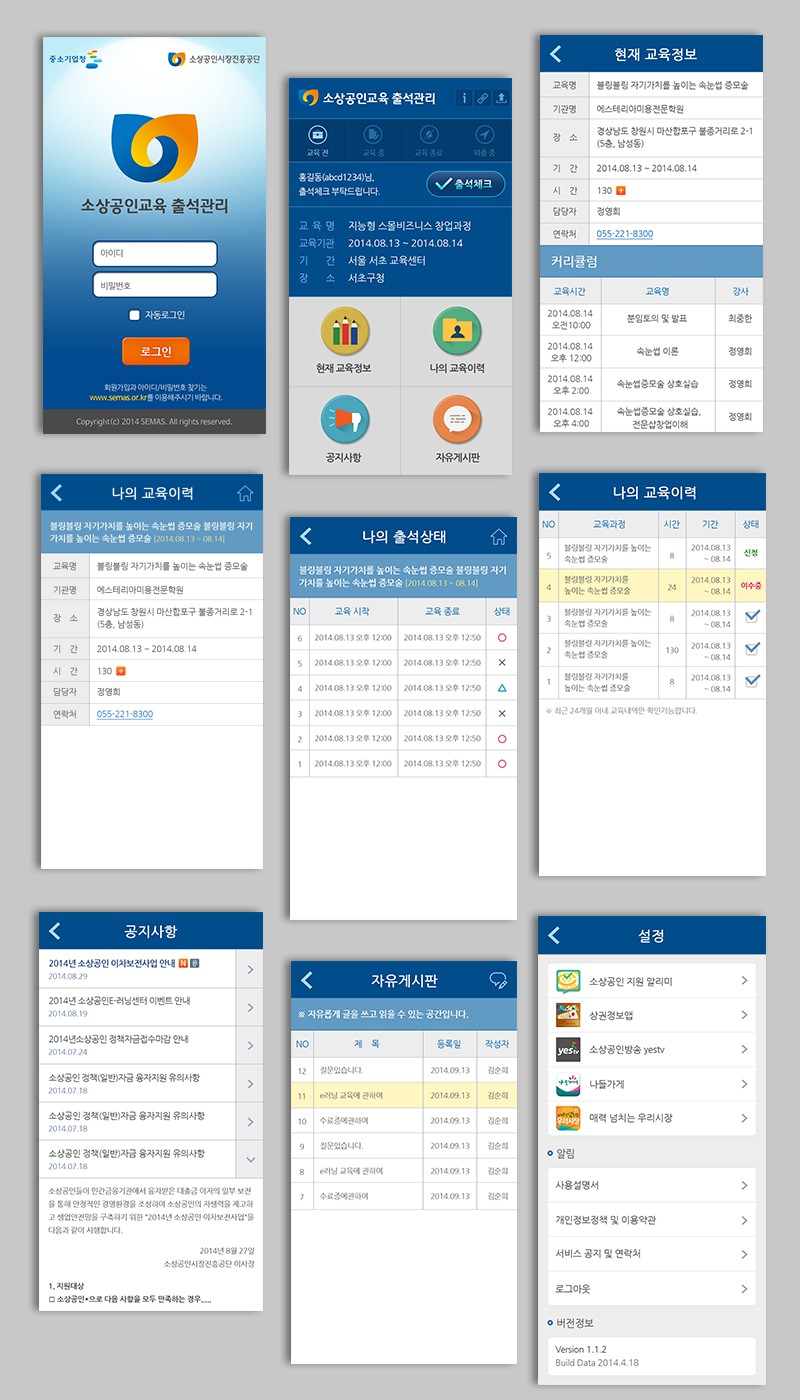 중소기업청
소상공인시장진흥공단
소상공인교육 출석관리
아이디
비밀번호
자동로그인
로그인
회원가입과 아이디/비밀번호 찾기는
www.semas.or.kr를 이용해주시기 바랍니다.
Copyright (c) 2014 SEMAS. All rights reserved.
소상공인교육 출석관리
교육 전 교육 중 교육 종료 외출 중
홍길동(abcd1234)님,
출석체크 부탁드립니다.
출석체크
교 육 명 지능형 스몰비즈니스 창업과정
교육기관 2014.08.13 ~ 2014.08.14
기 간 서울 서초 교육센터
장 소 서초구청
현재 교육정보
나의 교육이력
공지사항
자유게시판
현재 교육정보
교육명 블링블링 자기가치를 높이는 속눈썹 증모술
기관명 에스테리아미용전문학원
장 소 경상남도 창원시 마산합포구 불종거리로 2-1
(5층, 남성동)
기 간 2014.08.13 ~ 2014.08.14
시 간 130
담당자 정영희
연락처 055-221-8300
커리큘럼
교육시간 교육명 강사
2014.08.14
오전10:00 분임토의 및 발표 최중한
2014.08.14
오후 12:00 속눈썹 이론 정영희
2014.08.14
오후 2:00 속눈썹증모술 상호실습 정영희
2014.08.14
오후 4:00 속눈썹증모술 상호실습,
전문샵창업이해 정영희
나의 교육이력
블링블링 자기가치를 높이는 속눈썹 증모술 블링블링 자기
가치를 높이는 속눈썹 증모술 [2014.08.13 ~ 08.14]
교육명 블링블링 자기가치를 높이는 속눈썹 증모술
기관명 에스테리아미용전문학원
장 소 경상남도 창원시 마산합포구 불종거리로 2-1
(5층, 남성동)
기 간 2014.08.13 ~ 2014.08.14
시 간 130
담당자 정영희
연락처 055-221-8300
나의 출석상태
블링블링 자기가치를 높이는 속눈썹 증모술 블링블링 자기
가치를 높이는 속눈썹 증모술 [2014.08.13 ~ 08.14]
NO 교육 시작 교육 종료 상태
6 2014.08.13 오후 12:00 2014.08.13 오후 12:50
5 2014.08.13 오후 12:00 2014.08.13 오후 12:50
4 2014.08.13 오후 12:00 2014.08.13 오후 12:50
3 2014.08.13 오후 12:00 2014.08.13 오후 12:50
2 2014.08.13 오후 12:00 2014.08.13 오후 12:50
1 2014.08.13 오후 12:00 2014.08.13 오후 12:50
나의 교육이력
NO 교육과정 시간 기간 상태
5 블링블링 자기가치를 높이는
속눈썹 증모술 8 2014.08.13
~ 08.14 신청
4 블링블링 자기가치를
높이는 속눈썹 증모술 24 2014.08.13
~ 08.14 이수중
3 블링블링 자기가치를 높이는
속눈썹 증모술 8 2014.08.13
~ 08.14
2 블링블링 자기가치를 높이는
속눈썹 증모술 130 2014.08.13
~ 08.14
1 블링블링 자기가치를
높이는 속눈썹 증모술 8 2014.08.13
~ 08.14
※ 최근 24개월 이내 교육내역만 확인가능합니다.
공지사항
2014년 소상공인 이차보전사업 안내 N
2014.08.29
2014년 소상공인E-러닝센터 이벤트 안내
2014.08.19
2014년소상공인 정책자금접수마감 안내
2014.07.24
소상공인 정책(일반)자금 융자지원 유의사항
2014.07.18
소상공인 정책(일반)자금 융자지원 유의사항
2014.07.18
소상공인 정책(일반)자금 융자지원 유의사항
2014.07.18
소상공인들이 민간금융기관에서 융자받은 대출금 이자의 일부 보전
을 통해 안정적인 경영환경을 조성하여 소상공인의 자생력을 제고하
고 생업안전망을 구축하기 위한 "2014년 소상공인 이차보전사업"을
다음과 같이 시행합니다.
2014년 8월 27일
소상공인시장진흥공단 이사장
1. 지원대상
□ 소상공인*으로 다음 사항을 모두 만족하는 경우.....
자유게시판
※ 자유롭게 글을 쓰고 읽을 수 있는 공간입니다.
NO 제 목 등록일 작성자
12 질문있습니다. 2014.09.13 김순희
11 e러닝 교육에 관하여 2014.09.13 김순희
10 수료증에관하여 2014.09.13 김순희
9 질문있습니다. 2014.09.13 김순희
8 e러닝 교육에 관하여 2014.09.13 김순희
7 수료증에관하여 2014.09.13 김순희
설정
소상공인 지원 알리미
상권정보앱
yestv 소상공인방송 yestv
나들가게
우리시장 매력 넘치는 우리시장
알림
사용설명서
개인정보정책 및 이용약관
서비스 공지 및 연락처
로그아웃
버전정보
Version 1.1.2
Build Data 2014.4.18